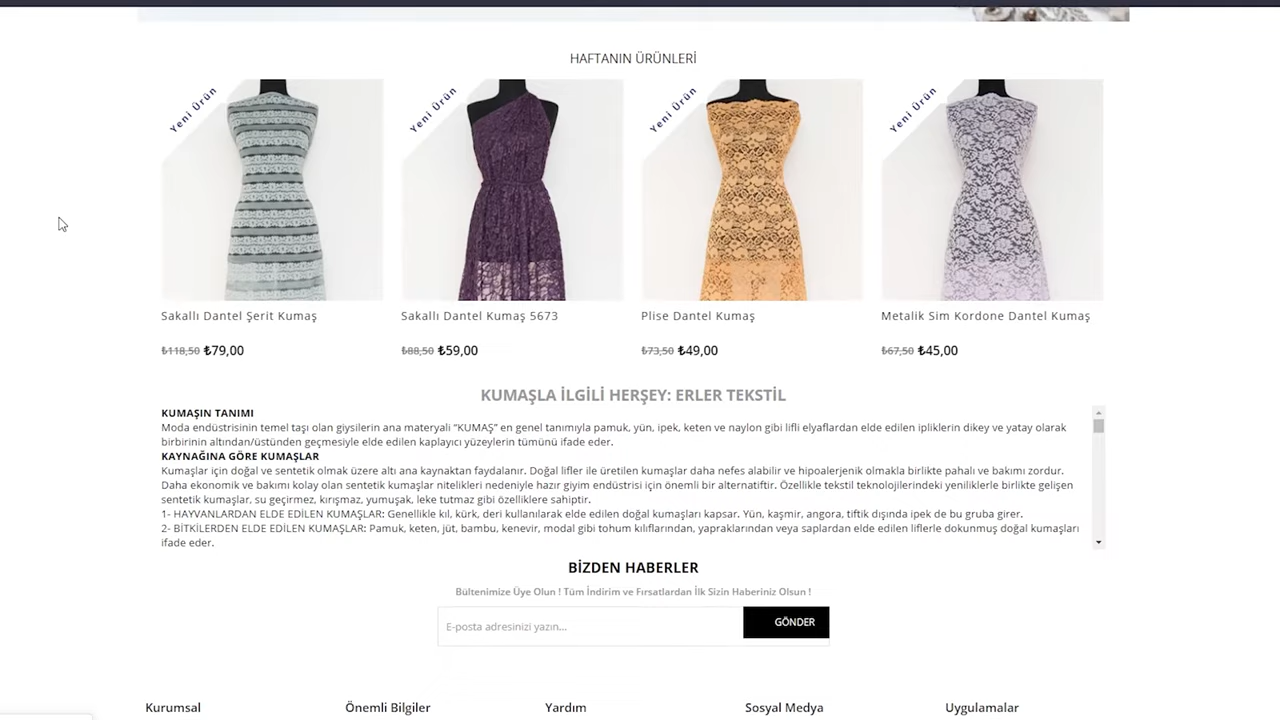 HAFTANIN ÜRÜNLERİ
Yeni Ürün
Yeni Ürün
Yeni Ürün
Yeni Ürün
Sakallı Dantel Şerit Kumaş
Sakallı Dantel Kumaş 5673
Plise Dantel Kumaş
Metalik Sim Kordone Dantel Kumaş
₺118,50 ₺79,00
₺88,50 ₺59,00
₺73,50 ₺49,00
₺67,50 ₺45,00
KUMAŞLA İLGİLİ HERŞEY: ERLER TEKSTİL
KUMAŞIN TANIMI
Moda endüstrisinin temel taşı olan giysilerin ana materyali “KUMAŞ” en genel tanımıyla pamuk, yün, ipek, keten ve naylon gibi lifli elyaflardan elde edilen ipliklerin dikey ve yatay olarak
birbirinin altından/üstünden geçmesiyle elde edilen kaplayıcı yüzeylerin tümünü ifade eder.
KAYNAĞINA GÖRE KUMAŞLAR
Kumaşlar için doğal ve sentetik olmak üzere altı ana kaynaktan faydalanır. Doğal lifler ile üretilen kumaşlar daha nefes alabilir ve hipoalerjenik olmakla birlikte pahalı ve bakımı zordur.
Daha ekonomik ve bakımı kolay olan sentetik kumaşlar nitelikleri nedeniyle hazır giyim endüstrisi için önemli bir alternatiftir. Özellikle tekstil teknolojilerindeki yeniliklerle birlikte gelişen
sentetik kumaşlar, su geçirmez, kırışmaz, yumuşak, leke tutmaz gibi özelliklere sahiptir.
1- HAYVANLARDAN ELDE EDİLEN KUMAŞLAR: Genellikle kıl, kürk, deri kullanılarak elde edilen doğal kumaşları kapsar. Yün, kaşmir, angora, tiftik dışında ipek de bu gruba girer.
2- BİTKİLERDEN ELDE EDİLEN KUMAŞLAR: Pamuk, keten, jüt, bambu, kenevir, modal gibi tohum kılıflarından, yapraklarından veya saplardan elde edilen liflerle dokunmuş doğal kumaşları
ifade eder.
BİZDEN HABERLER
Bültenimize Üye Olun ! Tüm İndirim ve Fırsatlardan İlk Sizin Haberiniz Olsun !
E-posta adresinizi yazın...
GÖNDER
Kurumsal
Önemli Bilgiler
Yardım
Sosyal Medya
Uygulamalar